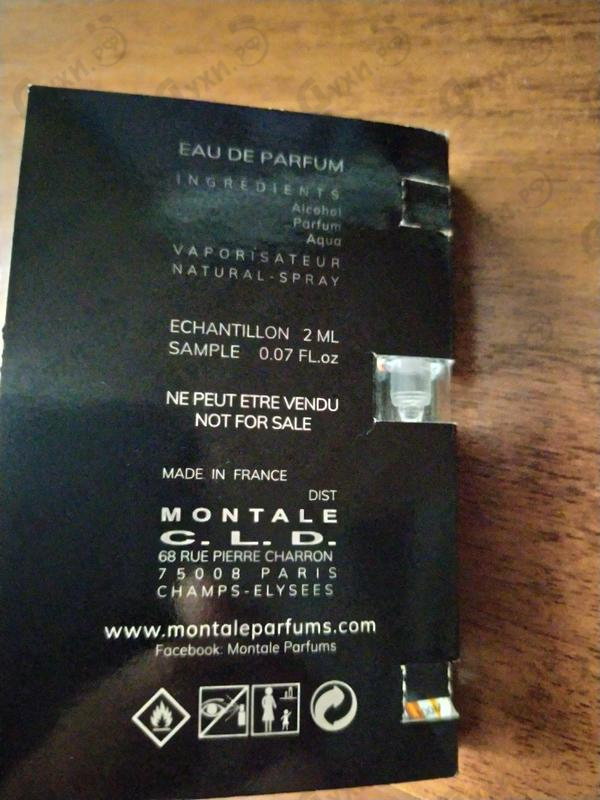 Духи.рф
EAU DE PARFUM
INGREDIENTS
Alcohol
Parfum
Aqua
VAPORISATEUR
NATURAL-SPRAY
ECHANTILLON 2 ML
SAMPLE 0.07 FL.oz
NE PEUT ETRE VENDU
NOT FOR SALE
MADE IN FRANCE
DIST
MONTALE
C.L.D.
68 RUE PIERRE CHARRON
75008 PARIS
CHAMPS-ELYSEES
www.montaleparfums.com
Facebook: Montale Parfums